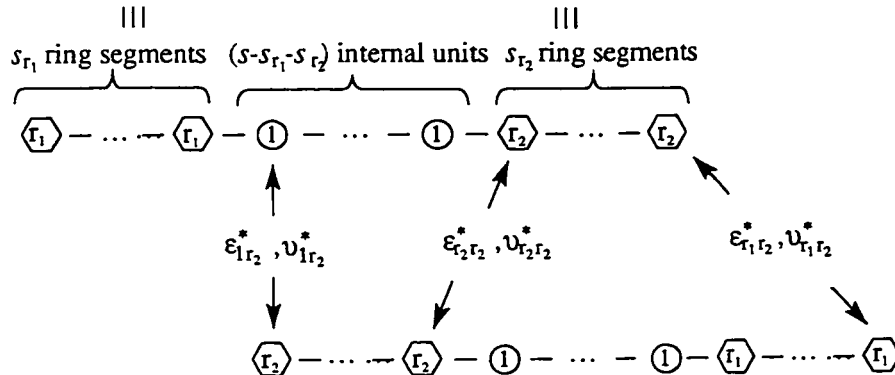 ||| |||
s_{r_1} ring segments (s-s_{r_1}-s_{r_2}) internal units s_{r_2} ring segments
r_1 — ... — r_1 — 1 — ... — 1 — r_2 — ... — r_2
ε^*_{1r_2}, υ^*_{1r_2} ε^*_{r_2r_2}, υ^*_{r_2r_2} ε^*_{r_1r_2}, υ^*_{r_1r_2}
r_2 — ... — r_2 — 1 — ... — 1 — r_1 — ... — r_1